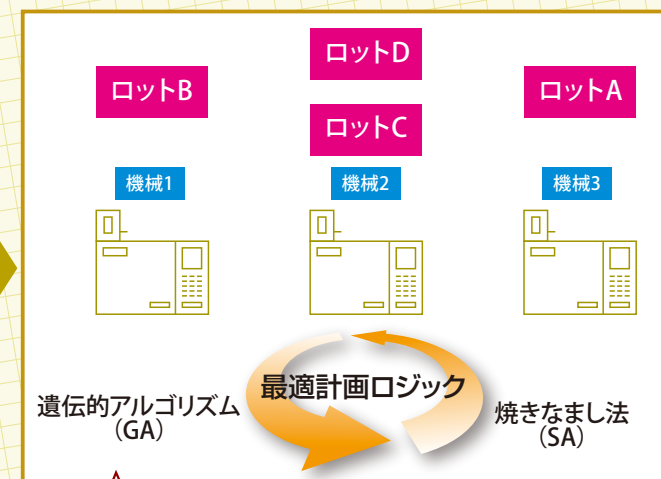 ロットD
ロットB
ロットA
ロットC
機械1
機械2
機械3
最適計画ロジック
遺伝的アルゴリズム
(GA)
焼きなまし法
(SA)